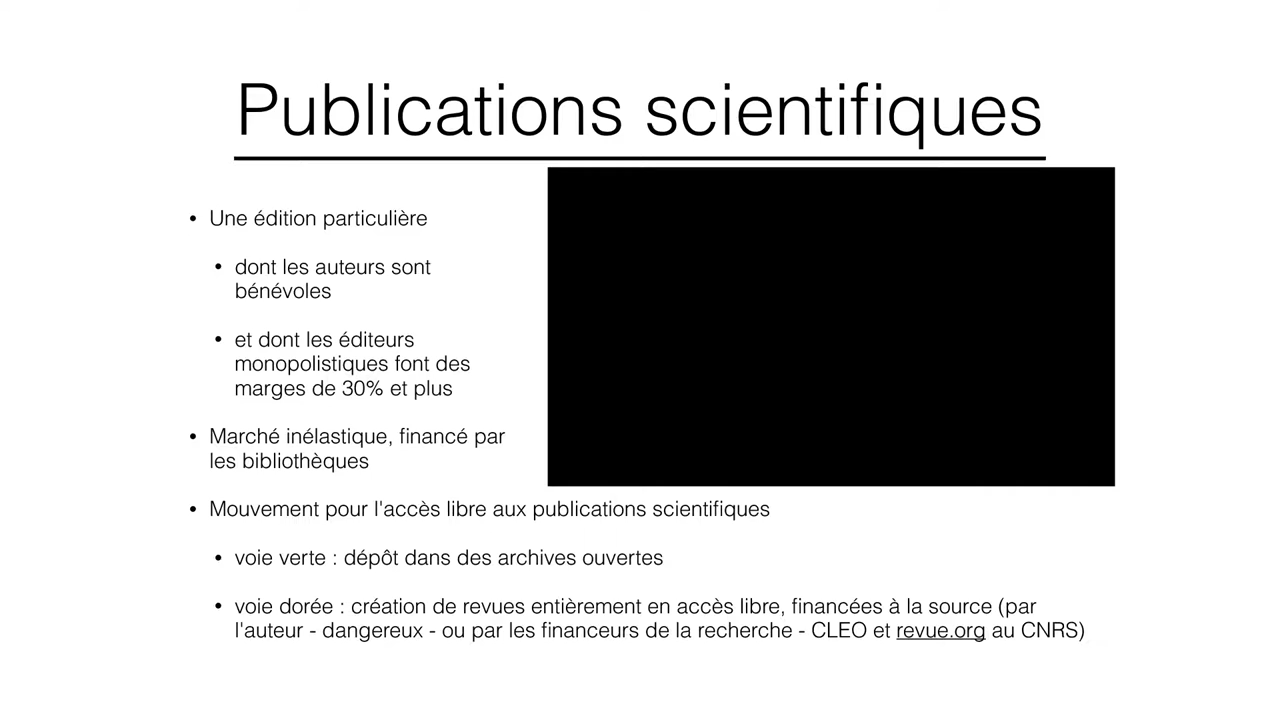 Publications scientifiques
• Une édition particulière
• dont les auteurs sont
bénévoles
• et dont les éditeurs
monopolistiques font des
marges de 30% et plus
• Marché inélastique, financé par
les bibliothèques
• Mouvement pour l'accès libre aux publications scientifiques
• voie verte : dépôt dans des archives ouvertes
• voie dorée : création de revues entièrement en accès libre, financées à la source (par
l'auteur - dangereux - ou par les financeurs de la recherche - CLEO et revue.org au CNRS)